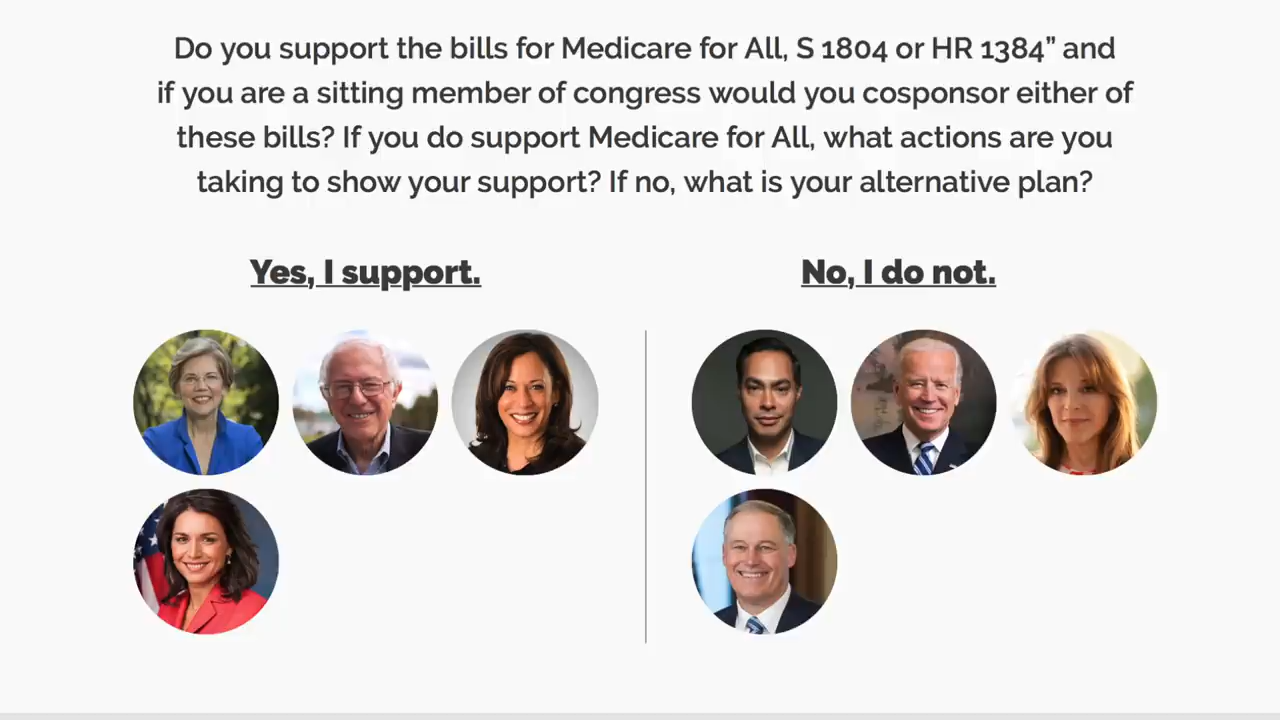 Do you support the bills for Medicare for All, S 1804 or HR 1384” and
if you are a sitting member of congress would you cosponsor either of
these bills? If you do support Medicare for All, what actions are you
taking to show your support? If no, what is your alternative plan?
Yes, I support.
No, I do not.